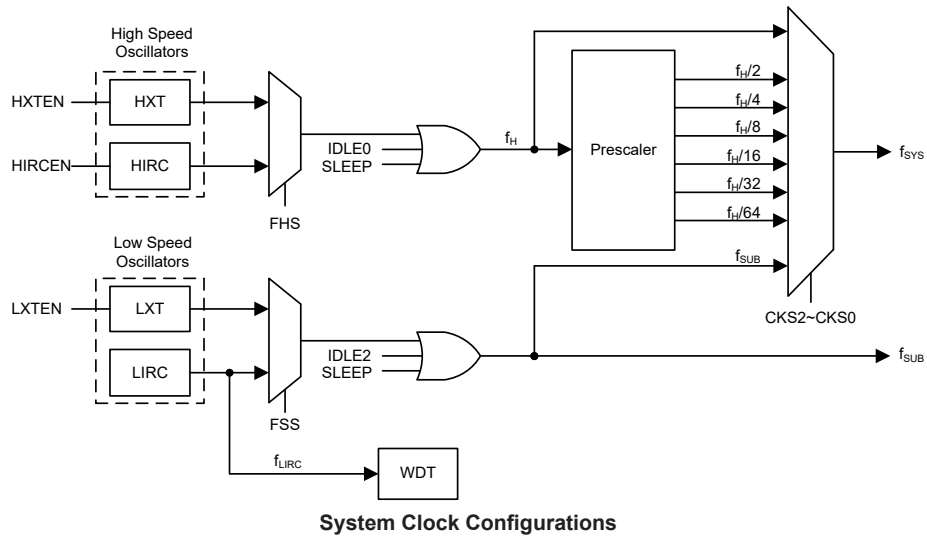 High Speed
Oscillators
HXTEN
HXT
HIRCEN
HIRC
FHS
IDLE0
SLEEP
fH
Prescaler
fH/2
fH/4
fH/8
fH/16
fH/32
fH/64
fSUB
fSYS
CKS2~CKS0
Low Speed
Oscillators
LXTEN
LXT
LIRC
FSS
IDLE2
SLEEP
fSUB
fLIRC
WDT
System Clock Configurations